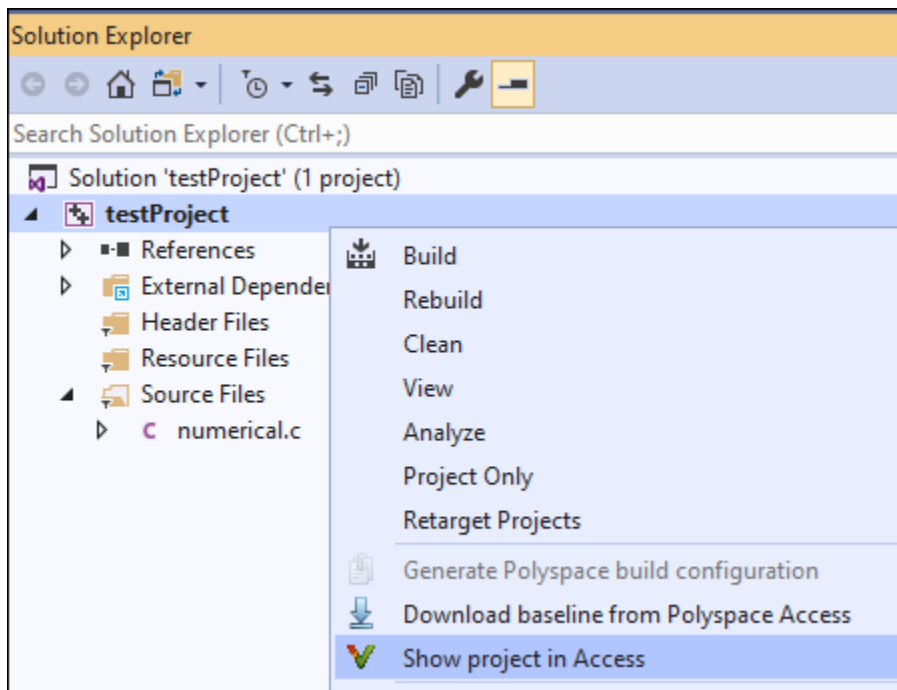 Solution Explorer
Search Solution Explorer (Ctrl+;)
Solution 'testProject' (1 project)
testProject
References
External Depende
Header Files
Resource Files
Source Files
C numerical.c
Build
Rebuild
Clean
View
Analyze
Project Only
Retarget Projects
Generate Polyspace build configuration
Download baseline from Polyspace Access
Show project in Access